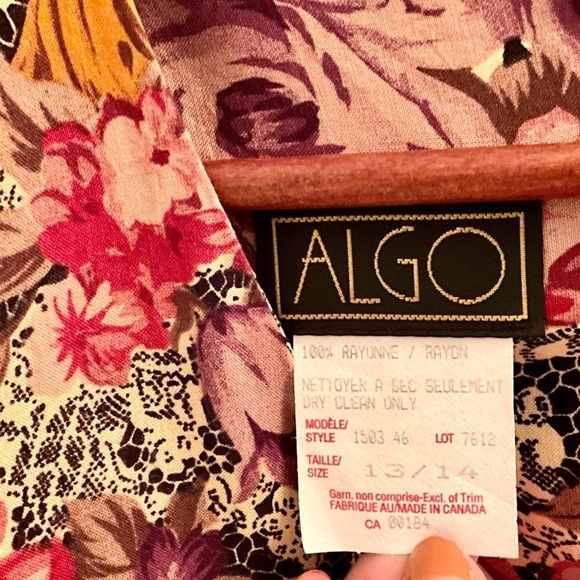 ALGO
100% RAYONNE / RAYON
NETTOYER A SEC SEULEMENT
DRY CLEAN ONLY
MODÈLE/
STYLE 1503 46 LOT 7612
TAILLE/
SIZE 13/14
Garn. non comprise-Excl. of Trim
FABRIQUE AU/MADE IN CANADA
CA 00184